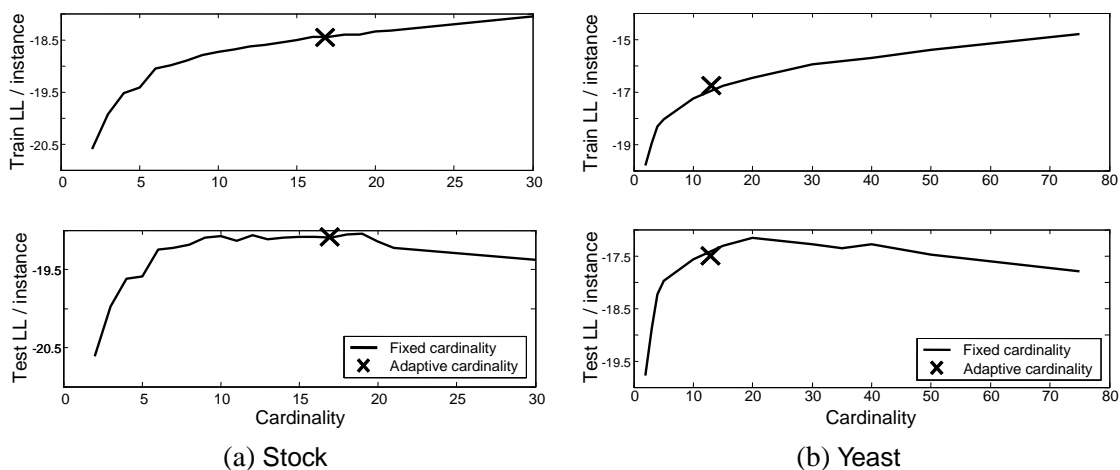 Train LL / instance
-18.5
-19.5
-20.5
0 5 10 15 20 25 30
Train LL / instance
-15
-17
-19
0 10 20 30 40 50 60 70 80
Test LL / instance
-19.5
-20.5
Fixed cardinality
Adaptive cardinality
0 5 10 15 20 25 30
Cardinality
Test LL / instance
-17.5
-18.5
-19.5
Fixed cardinality
Adaptive cardinality
0 10 20 30 40 50 60 70 80
Cardinality
(a) Stock
(b) Yeast